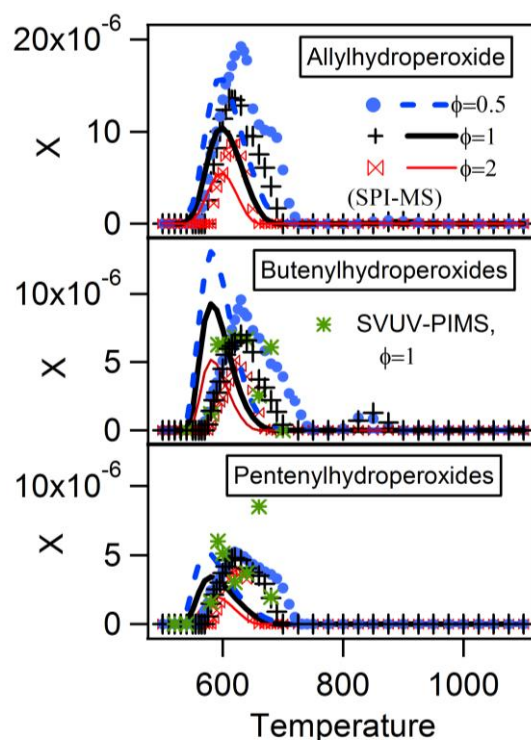 20x10-6
Allylhydroperoxide
ϕ=0.5
X
10
ϕ=1
ϕ=2
(SPI-MS)
0
Butenylhydroperoxides
10x10-6
SVUV-PIMS,
X
5
ϕ=1
0
Pentenylhydroperoxides
10x10-6
X
5
0
600
800
1000
Temperature